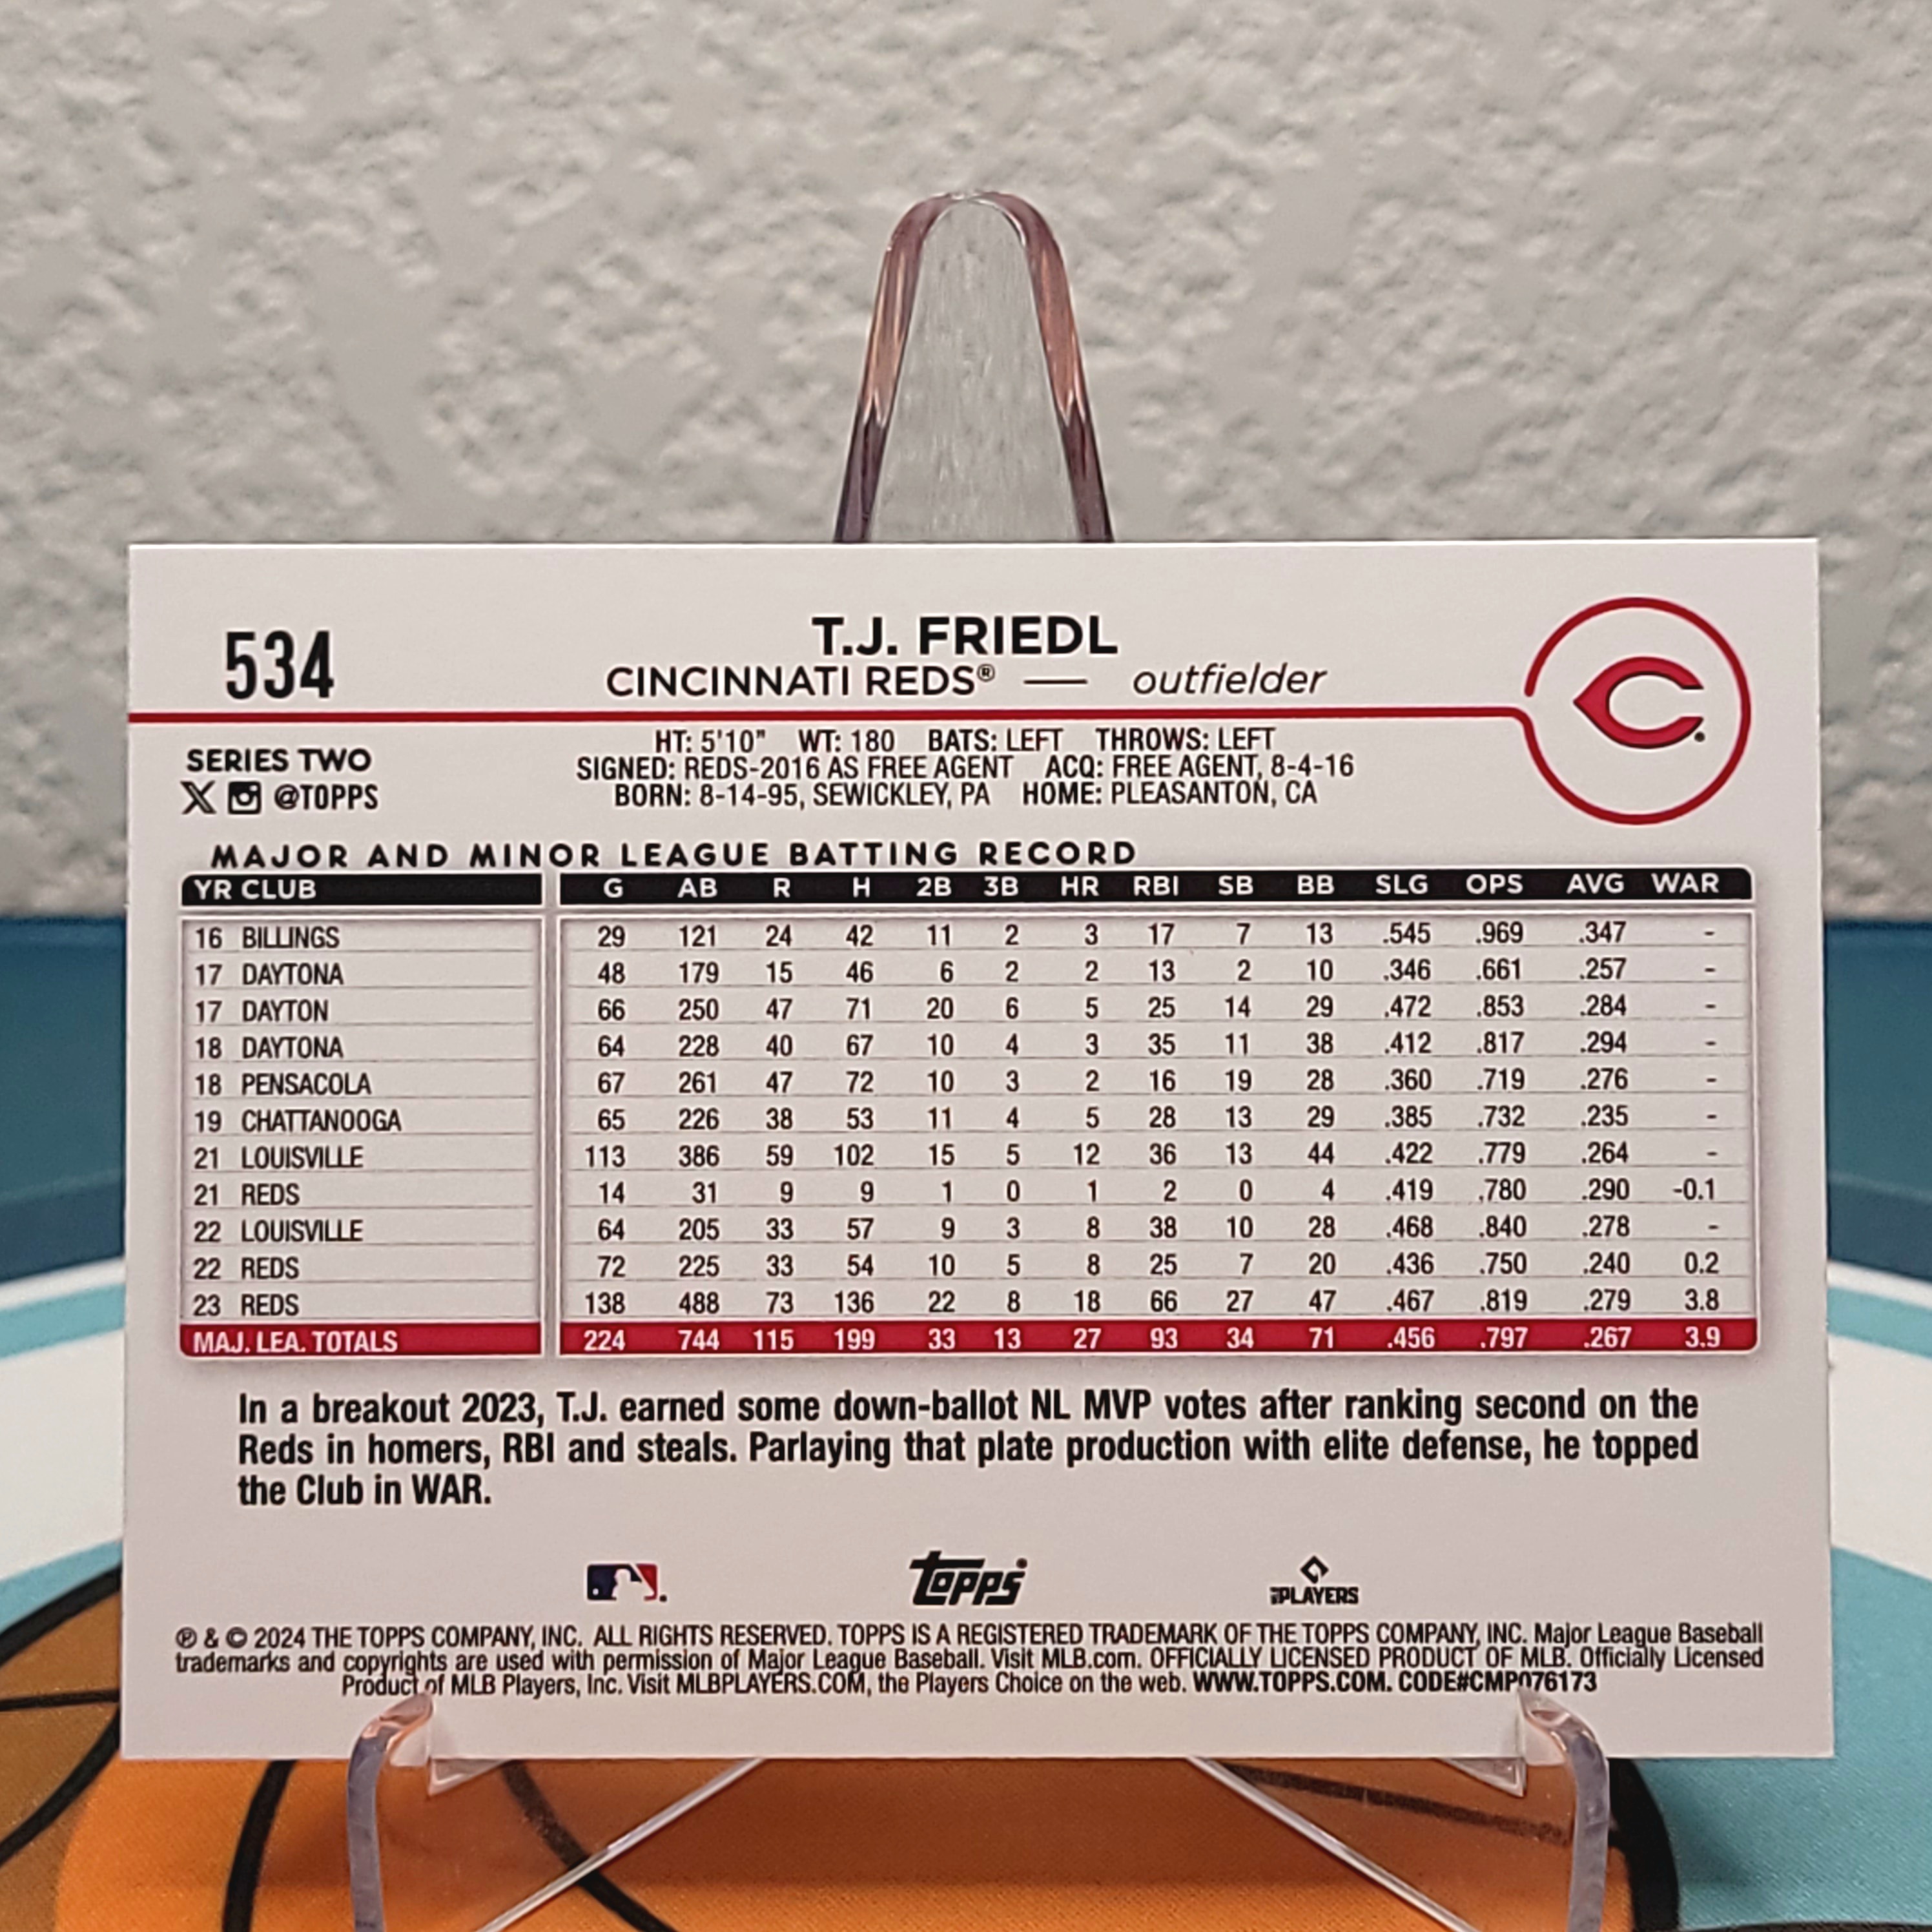 534
T.J. FRIEDL
CINCINNATI REDS® — outfielder
C
SERIES TWO
X @TOPPS
HT: 5'10" WT: 180 BATS: LEFT THROWS: LEFT
SIGNED: REDS-2016 AS FREE AGENT ACQ: FREE AGENT, 8-4-16
BORN: 8-14-95, SEWICKLEY, PA HOME: PLEASANTON, CA
MAJOR AND MINOR LEAGUE BATTING RECORD
YR CLUB G AB R H 2B 3B HR RBI SB BB SLG OPS AVG WAR
16 BILLINGS 29 121 24 42 11 2 3 17 7 13 .545 .969 .347 -
17 DAYTONA 48 179 15 46 6 2 2 13 2 10 .346 .661 .257 -
17 DAYTON 66 250 47 71 20 6 5 25 14 29 .472 .853 .284 -
18 DAYTONA 64 228 40 67 10 4 3 35 11 38 .412 .817 .294 -
18 PENSACOLA 67 261 47 72 10 3 2 16 19 28 .360 .719 .276 -
19 CHATTANOOGA 65 226 38 53 11 4 5 28 13 29 .385 .732 .235 -
21 LOUISVILLE 113 386 59 102 15 5 12 36 13 44 .422 .779 .264 -
21 REDS 14 31 9 9 1 0 1 2 0 4 .419 .780 .290 -0.1
22 LOUISVILLE 64 205 33 57 9 3 8 38 10 28 .468 .840 .278 -
22 REDS 72 225 33 54 10 5 8 25 7 20 .436 .750 .240 0.2
23 REDS 138 488 73 136 22 8 18 66 27 47 .467 .819 .279 3.8
MAJ. LEA. TOTALS 224 744 115 199 33 13 27 93 34 71 .456 .797 .267 3.9
In a breakout 2023, T.J. earned some down-ballot NL MVP votes after ranking second on the
Reds in homers, RBI and steals. Parlaying that plate production with elite defense, he topped
the Club in WAR.
topps
MLB PLAYERS
℗ & © 2024 THE TOPPS COMPANY, INC. ALL RIGHTS RESERVED. TOPPS IS A REGISTERED TRADEMARK OF THE TOPPS COMPANY, INC. Major League Baseball
trademarks and copyrights are used with permission of Major League Baseball. Visit MLB.com. OFFICIALLY LICENSED PRODUCT OF MLB. Officially Licensed
Product of MLB Players, Inc. Visit MLBPLAYERS.COM, the Players Choice on the web. WWW.TOPPS.COM. CODE#CMP076173